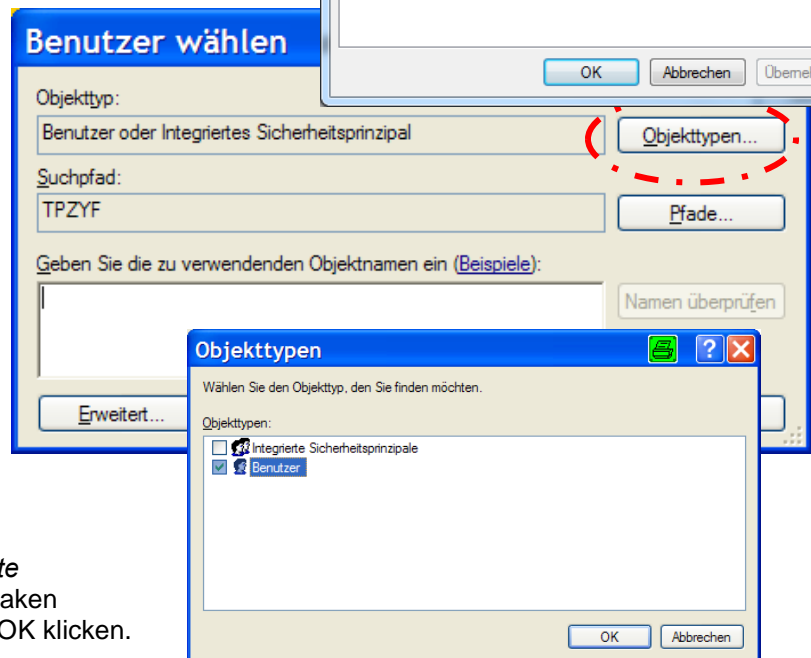 OK Abbrechen
Benutzer wählen
Objekttyp:
Benutzer oder Integriertes Sicherheitsprinzipal
Objekttypen...
Suchpfad:
TPZYF
Pfade...
Geben Sie die zu verwendenden Objektnamen ein (Beispiele):
Namen überprüfen
Erweitert...
Objekttypen
Wählen Sie den Objekttyp, den Sie finden möchten.
Objekttypen:
Integrierte Sicherheitsprinzipale
Benutzer
OK Abbrechen
te
aken
OK klicken.